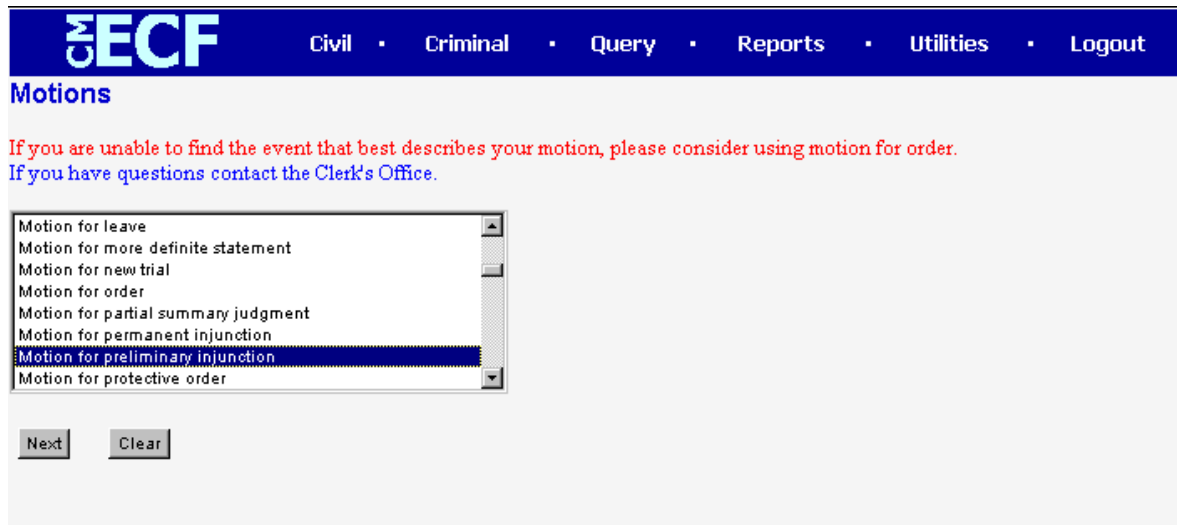 CM ECF Civil · Criminal · Query · Reports · Utilities · Logout
Motions
If you are unable to find the event that best describes your motion, please consider using motion for order.
If you have questions contact the Clerk's Office.
Motion for leave
Motion for more definite statement
Motion for new trial
Motion for order
Motion for partial summary judgment
Motion for permanent injunction
Motion for preliminary injunction
Motion for protective order
Next Clear